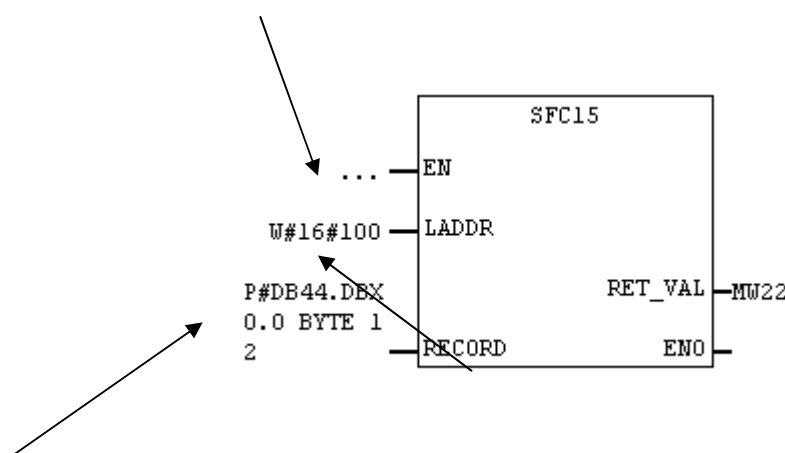 SFC15
... EN
W#16#100 LADDR
P#DB44.DBX RET_VAL MW22
0.0 BYTE 1
2 RECORD ENO